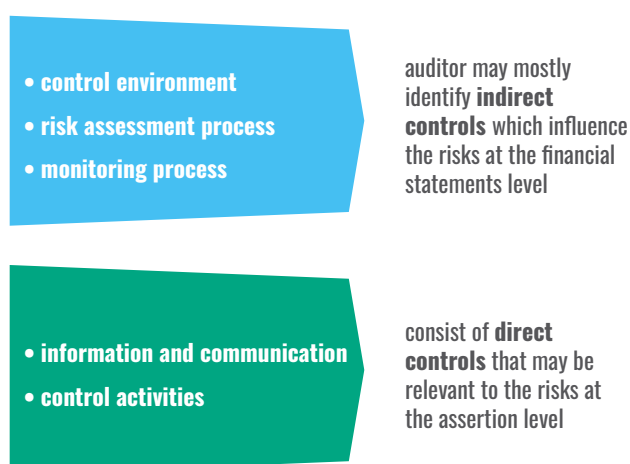 • control environment
• risk assessment process
• monitoring process
auditor may mostly
identify indirect
controls which influence
the risks at the financial
statements level
• information and communication
• control activities
consist of direct
controls that may be
relevant to the risks at
the assertion level